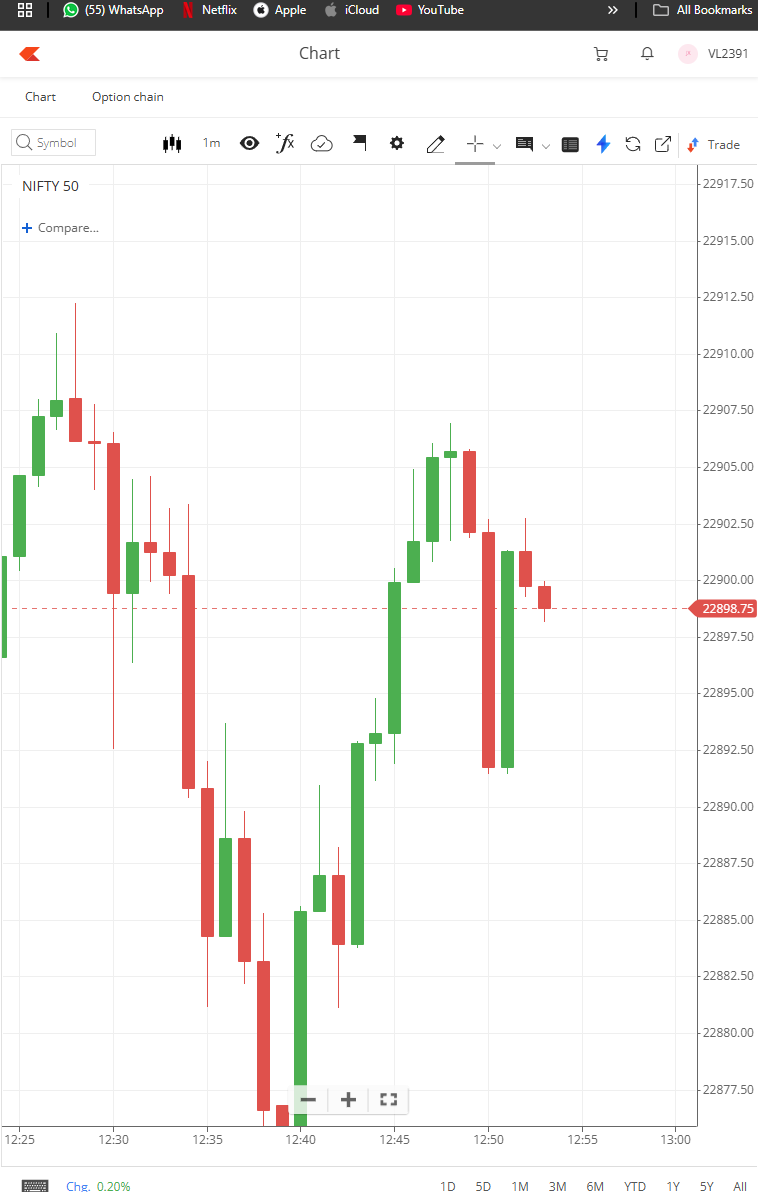 (55) WhatsApp Netflix Apple iCloud YouTube » All Bookmarks
Chart VL2391
Chart Option chain
Symbol 1m fx Trade
NIFTY 50
+ Compare...
22917.50
22915.00
22912.50
22910.00
22907.50
22905.00
22902.50
22900.00
22898.75
22897.50
22895.00
22892.50
22890.00
22887.50
22885.00
22882.50
22880.00
22877.50
12:25 12:30 12:35 12:40 12:45 12:50 12:55 13:00
Chg. 0.20% 1D 5D 1M 3M 6M YTD 1Y 5Y All